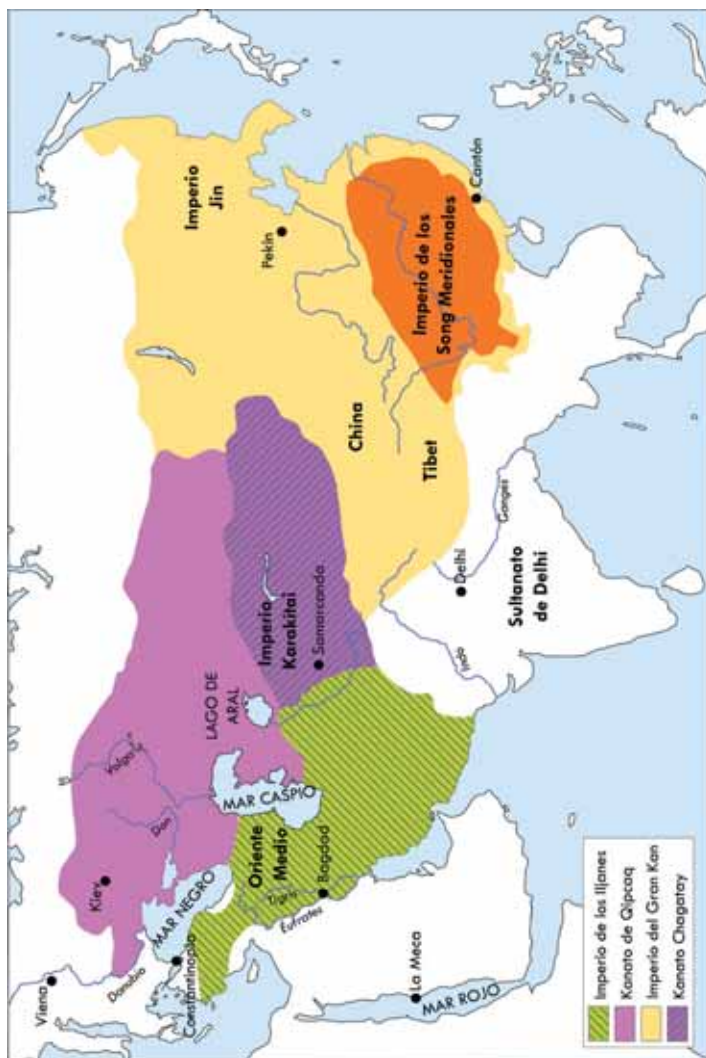 Viena
Danubio
Kiev
Don
Volga
MAR NEGRO
Constantinopla
MAR CASPIO
LAGO DE
ARAL
Imperio
Karakitai
Samarcanda
Oriente
Medio
Tigris
Eufrates
Bagdad
La Meca
MAR ROJO
Imperio
Jin
Pekín
China
Tibet
Imperio de los
Song Meridionales
Cantón
Indo
Delhi
Ganges
Sultanato
de Delhi
Imperio de los Iljanes
Kanato de Qipcaq
Imperio del Gran Kan
Kanato Chagatay